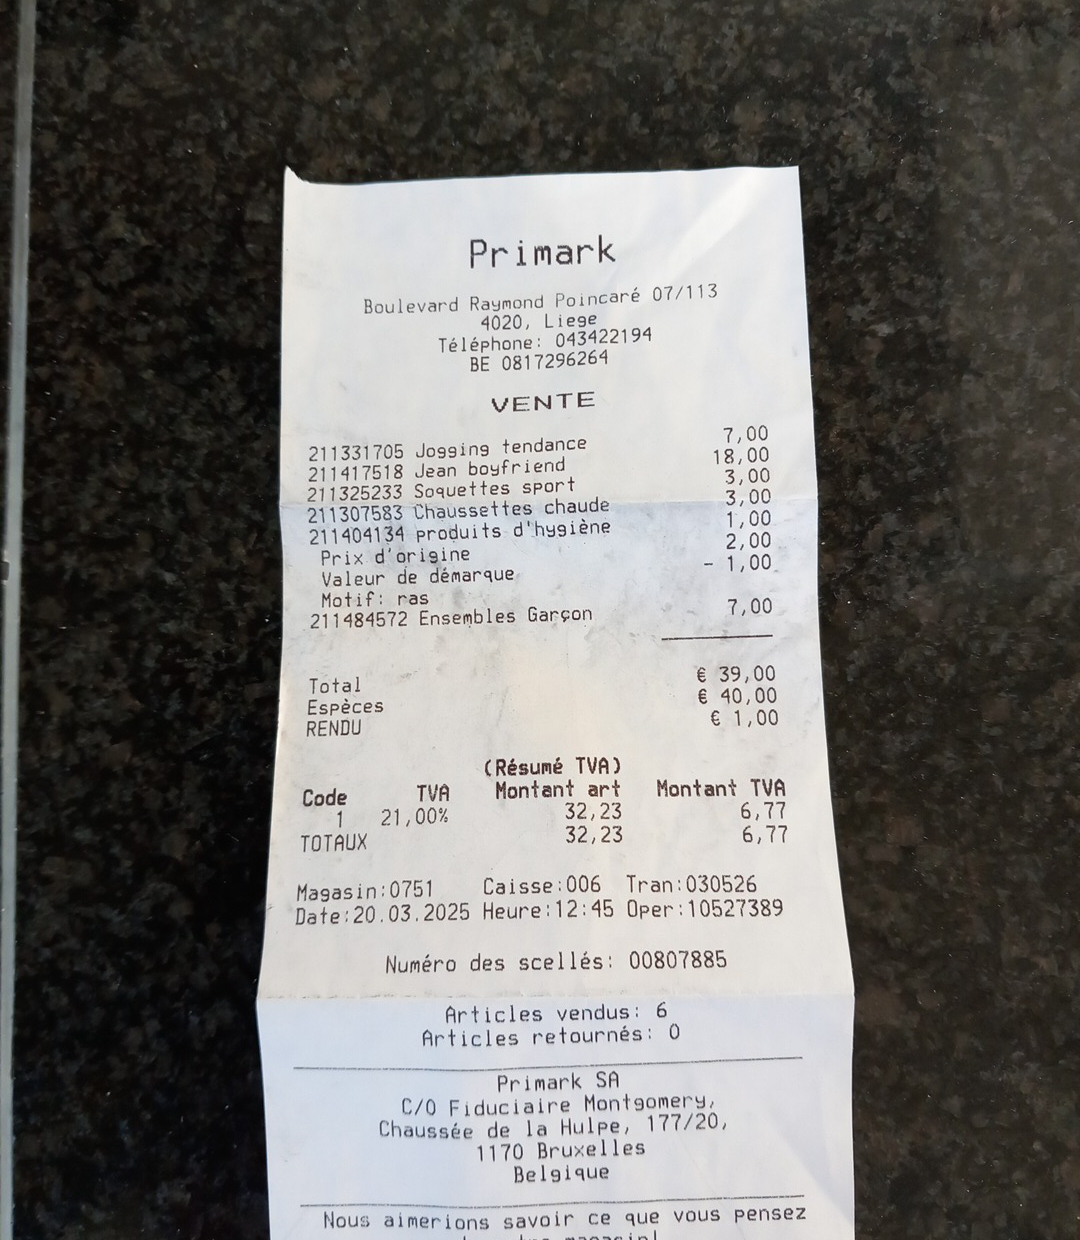 Primark
Boulevard Raymond Poincaré 07/113
4020, Liege
Téléphone: 043422194
BE 0817296264
VENTE
211331705 Jogging tendance 7,00
211417518 Jean boyfriend 18,00
211325233 Soquettes sport 3,00
211307583 Chaussettes chaude 3,00
211404134 produits d'hygiène 1,00
Prix d'origine 2,00
Valeur de démarque - 1,00
Motif: ras
211484572 Ensembles Garçon 7,00
Total € 39,00
Espèces € 40,00
RENDU € 1,00
(Résumé TVA)
Code TVA Montant art Montant TVA
1 21,00% 32,23 6,77
TOTAUX 32,23 6,77
Magasin:0751 Caisse:006 Tran:030526
Date:20.03.2025 Heure:12:45 Oper:10527389
Numéro des scellés: 00807885
Articles vendus: 6
Articles retournés: 0
Primark SA
C/O Fiduciaire Montgomery,
Chaussée de la Hulpe, 177/20,
1170 Bruxelles
Belgique
Nous aimerions savoir ce que vous pensez